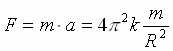 F = m · a = 4π²k m/R²